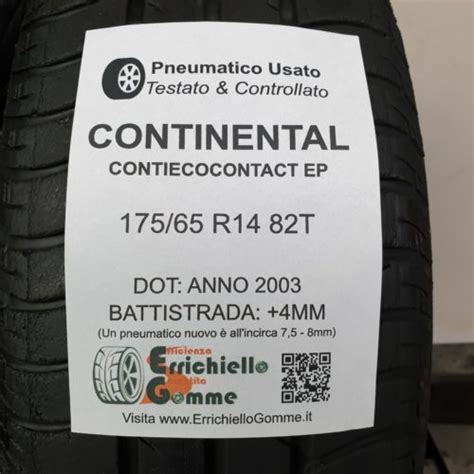 Pneumatico Usato
Testato & Controllato
CONTINENTAL
CONTIECOCONTACT EP
175/65 R14 82T
DOT: ANNO 2003
BATTISTRADA: +4MM
(Un pneumatico nuovo è all'incirca 7,5 - 8mm)
Efficienza
Errichiello
Gomme
Visita www.ErrichielloGomme.it